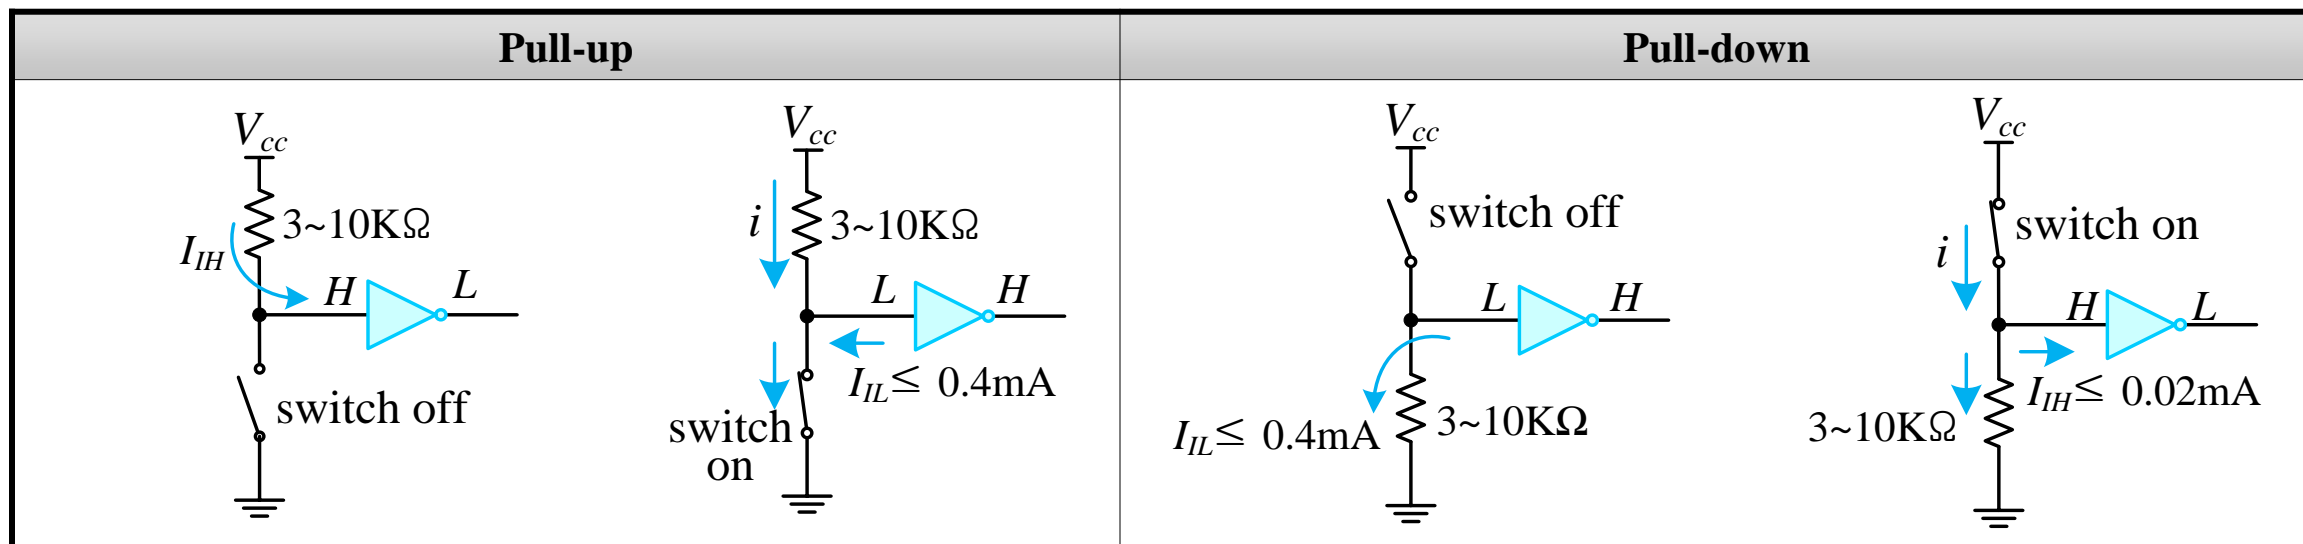 Pull-up
Pull-down
Vcc
3~10KΩ
IIH
H
L
switch off
Vcc
i
3~10KΩ
L
H
IIL≤ 0.4mA
switch
on
Vcc
switch off
L
H
IIL≤ 0.4mA
3~10KΩ
Vcc
switch on
i
H
L
IIH≤ 0.02mA
3~10KΩ